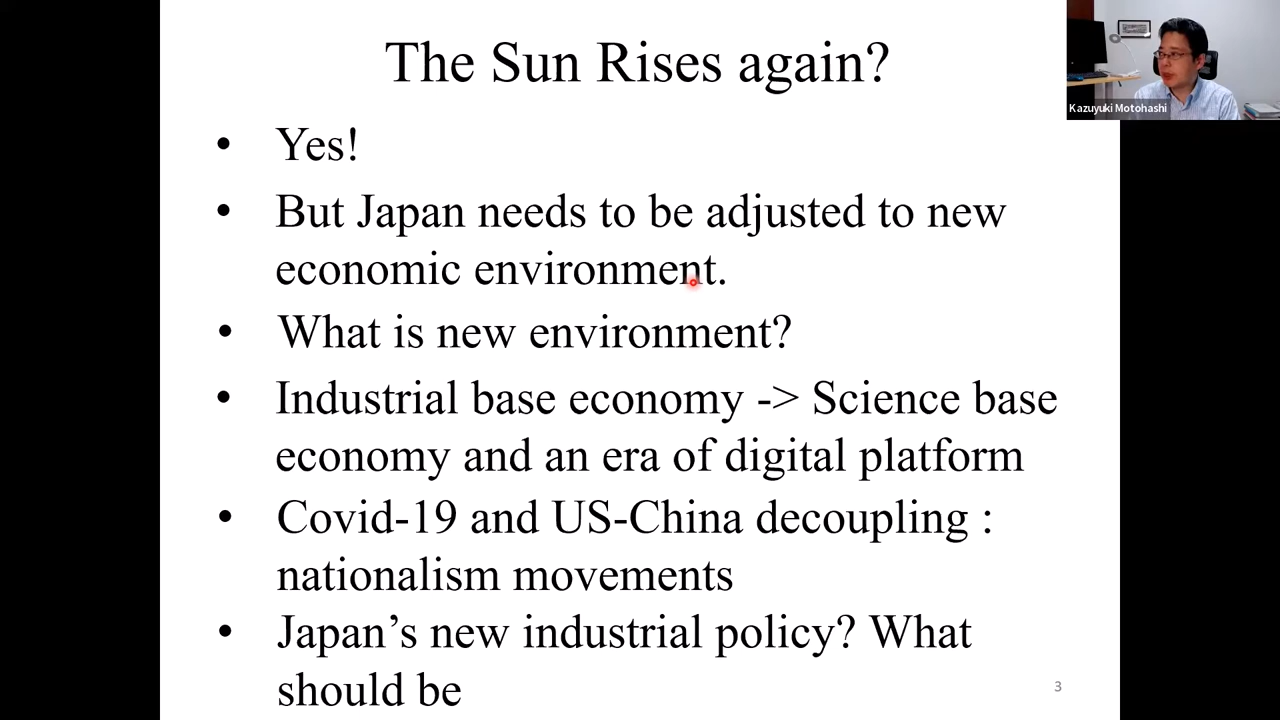 The Sun Rises again?
Kazuyuki Motohashi
• Yes!
• But Japan needs to be adjusted to new
economic environment.
• What is new environment?
• Industrial base economy -> Science base
economy and an era of digital platform
• Covid-19 and US-China decoupling :
nationalism movements
• Japan’s new industrial policy? What
should be
3